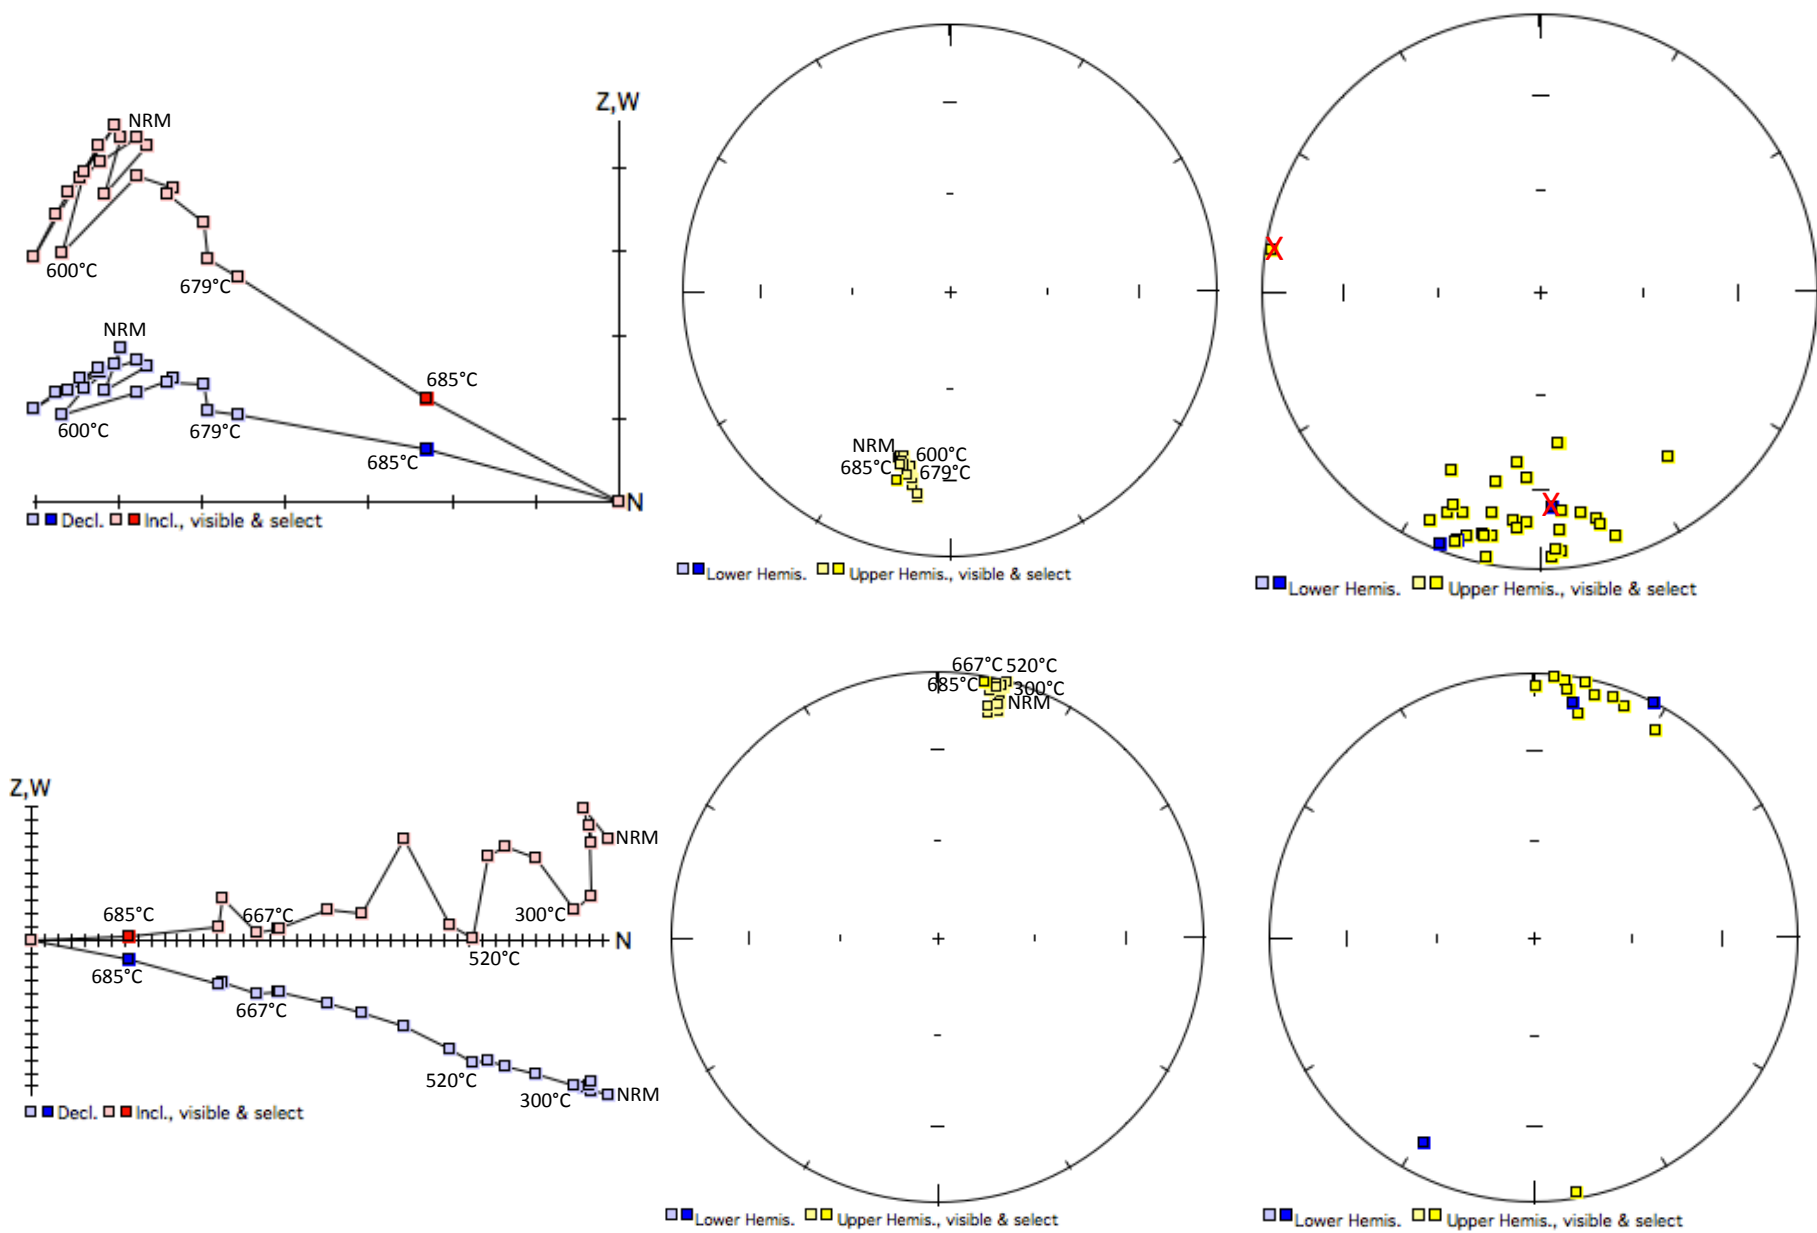 Z,W
NRM
600°C
679°C
NRM
685°C
600°C
679°C
685°C
N
Decl. Incl., visible & select
NRM 600°C
685°C 679°C
Lower Hemis. Upper Hemis., visible & select
X
X
Lower Hemis. Upper Hemis., visible & select
Z,W
NRM
685°C
667°C
300°C
N
685°C
520°C
667°C
520°C
300°C
NRM
Decl. Incl., visible & select
667°C 520°C
685°C 300°C
NRM
Lower Hemis. Upper Hemis., visible & select
Lower Hemis. Upper Hemis., visible & select